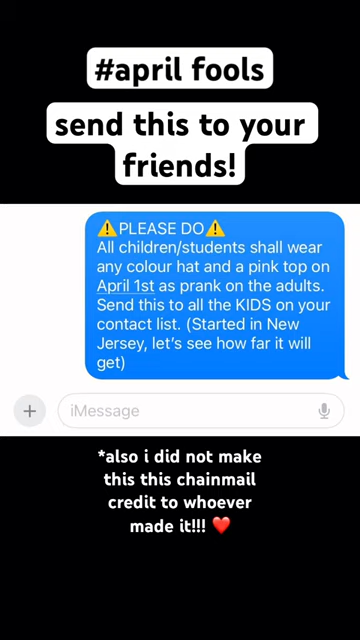 #april fools
send this to your
friends!
⚠️PLEASE DO⚠️
All children/students shall wear
any colour hat and a pink top on
April 1st as prank on the adults.
Send this to all the KIDS on your
contact list. (Started in New
Jersey, let’s see how far it will
get)
iMessage
*also i did not make
this this chainmail
credit to whoever
made it!!! ❤️